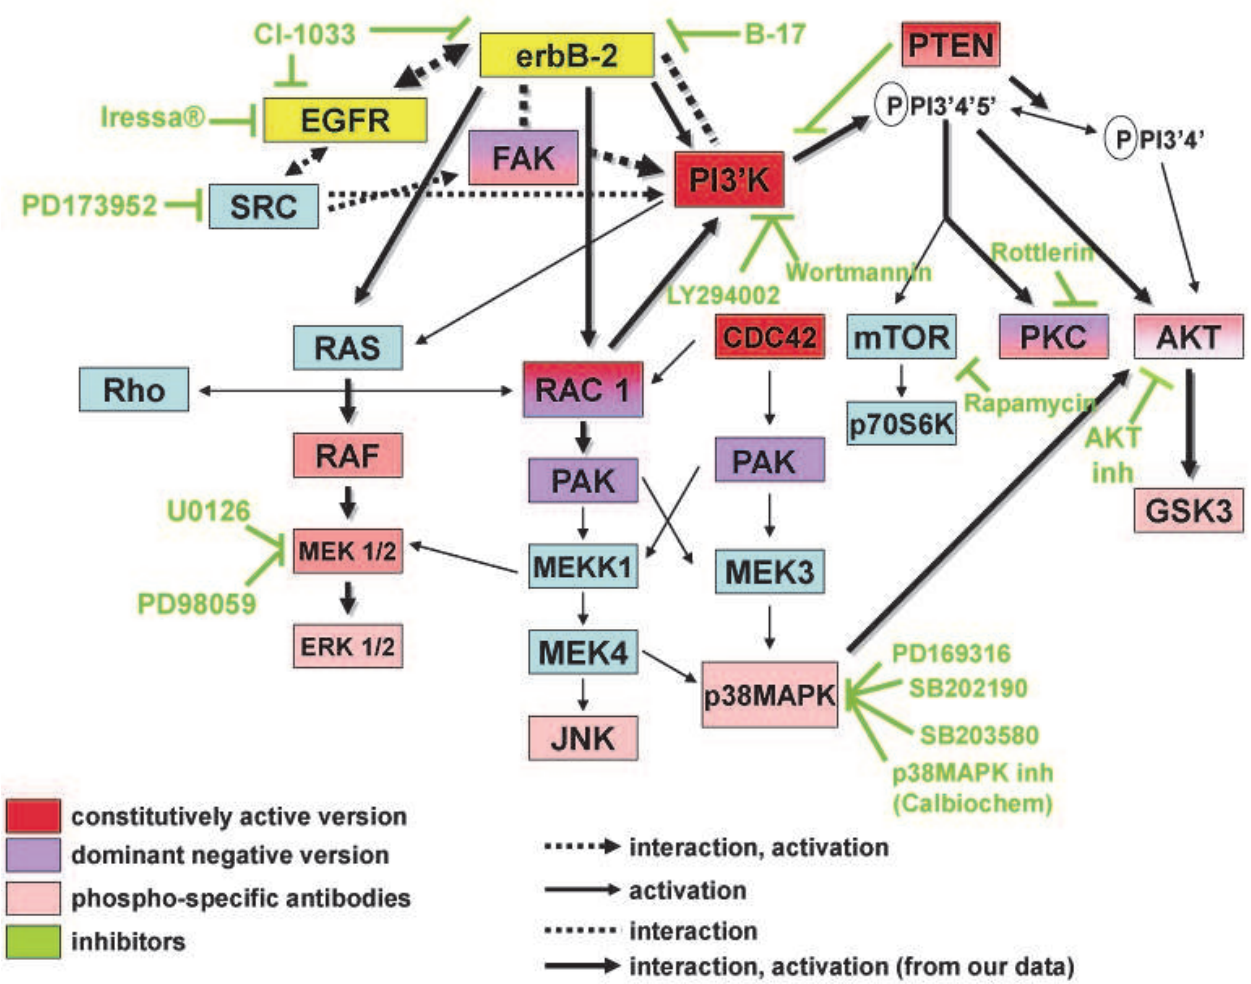 CI-1033
B-17
PTEN
erbB-2
Iressa®
EGFR
P PI3'4'5'
P PI3'4'
FAK
PI3'K
PD173952
SRC
Rottlerin
Wortmannin
LY294002
RAS
CDC42
mTOR
PKC
AKT
Rho
RAC 1
Rapamycin
p70S6K
AKT
inh
RAF
PAK
PAK
GSK3
U0126
MEK 1/2
MEKK1
MEK3
PD98059
ERK 1/2
MEK4
p38MAPK
PD169316
SB202190
JNK
SB203580
p38MAPK inh
(Calbiochem)
constitutively active version
dominant negative version
phospho-specific antibodies
inhibitors
interaction, activation
activation
interaction
interaction, activation (from our data)